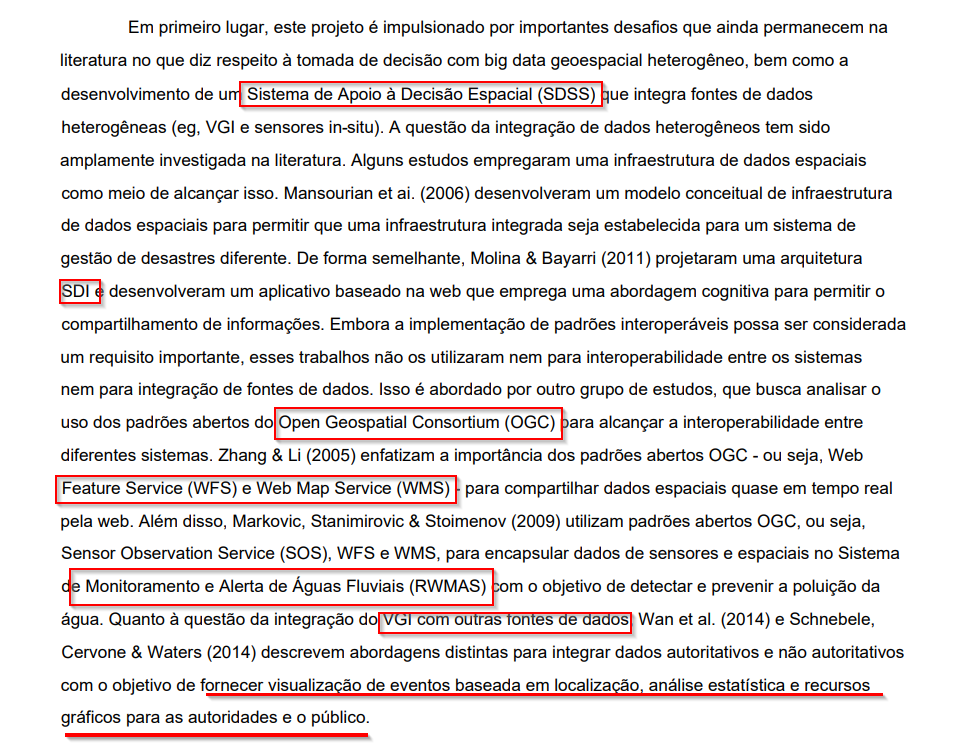 Em primeiro lugar, este projeto é impulsionado por importantes desafios que ainda permanecem na
literatura no que diz respeito à tomada de decisão com big data geoespacial heterogêneo, bem como a
desenvolvimento de um Sistema de Apoio à Decisão Espacial (SDSS) que integra fontes de dados
heterogêneas (eg, VGI e sensores in-situ). A questão da integração de dados heterogêneos tem sido
amplamente investigada na literatura. Alguns estudos empregaram uma infraestrutura de dados espaciais
como meio de alcançar isso. Mansourian et ai. (2006) desenvolveram um modelo conceitual de infraestrutura
de dados espaciais para permitir que uma infraestrutura integrada seja estabelecida para um sistema de
gestão de desastres diferente. De forma semelhante, Molina & Bayarri (2011) projetaram uma arquitetura
SDI e desenvolveram um aplicativo baseado na web que emprega uma abordagem cognitiva para permitir o
compartilhamento de informações. Embora a implementação de padrões interoperáveis possa ser considerada
um requisito importante, esses trabalhos não os utilizaram nem para interoperabilidade entre os sistemas
nem para integração de fontes de dados. Isso é abordado por outro grupo de estudos, que busca analisar o
uso dos padrões abertos do Open Geospatial Consortium (OGC) para alcançar a interoperabilidade entre
diferentes sistemas. Zhang & Li (2005) enfatizam a importância dos padrões abertos OGC - ou seja, Web
Feature Service (WFS) e Web Map Service (WMS) - para compartilhar dados espaciais quase em tempo real
pela web. Além disso, Markovic, Stanimirovic & Stoimenov (2009) utilizam padrões abertos OGC, ou seja,
Sensor Observation Service (SOS), WFS e WMS, para encapsular dados de sensores e espaciais no Sistema
de Monitoramento e Alerta de Águas Fluviais (RWMAS) com o objetivo de detectar e prevenir a poluição da
água. Quanto à questão da integração do VGI com outras fontes de dados, Wan et al. (2014) e Schnebele,
Cervone & Waters (2014) descrevem abordagens distintas para integrar dados autoritativos e não autoritativos
com o objetivo de fornecer visualização de eventos baseada em localização, análise estatística e recursos
gráficos para as autoridades e o público.